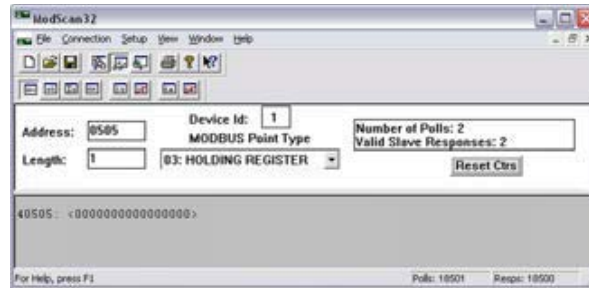 ModScan32
File Connection Setup View Window Help
Device Id: 1
Address: 0505
MODBUS Point Type
Number of Polls: 2
Valid Slave Responses: 2
Length: 1
03: HOLDING REGISTER
Reset Ctrs
40505: <0000000000000000>
For Help, press F1
Polls: 10501
Resps: 10500